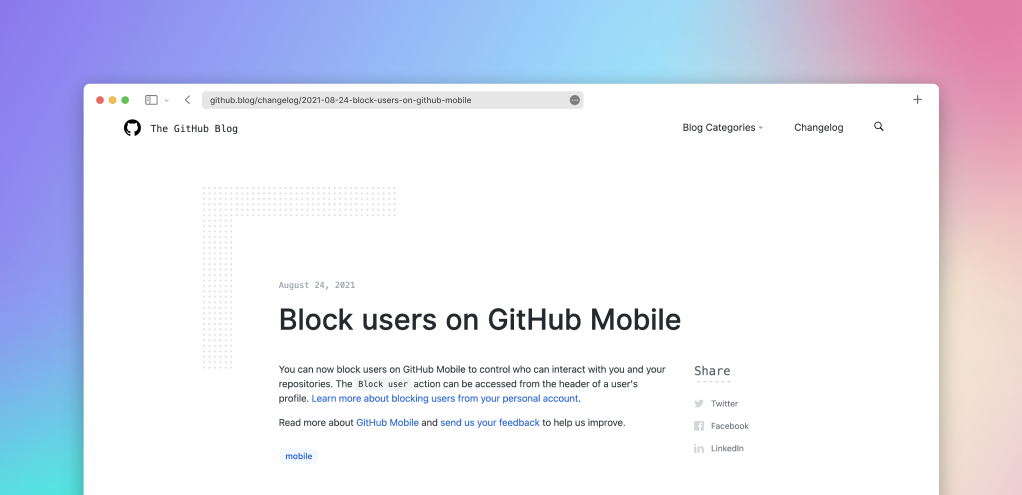 github.blog/changelog/2021-08-24-block-users-on-github-mobile
The GitHub Blog
Blog Categories
Changelog
August 24, 2021
Block users on GitHub Mobile
You can now block users on GitHub Mobile to control who can interact with you and your
repositories. The Block user action can be accessed from the header of a user's
profile. Learn more about blocking users from your personal account.
Read more about GitHub Mobile and send us your feedback to help us improve.
mobile
Share
Twitter
Facebook
LinkedIn